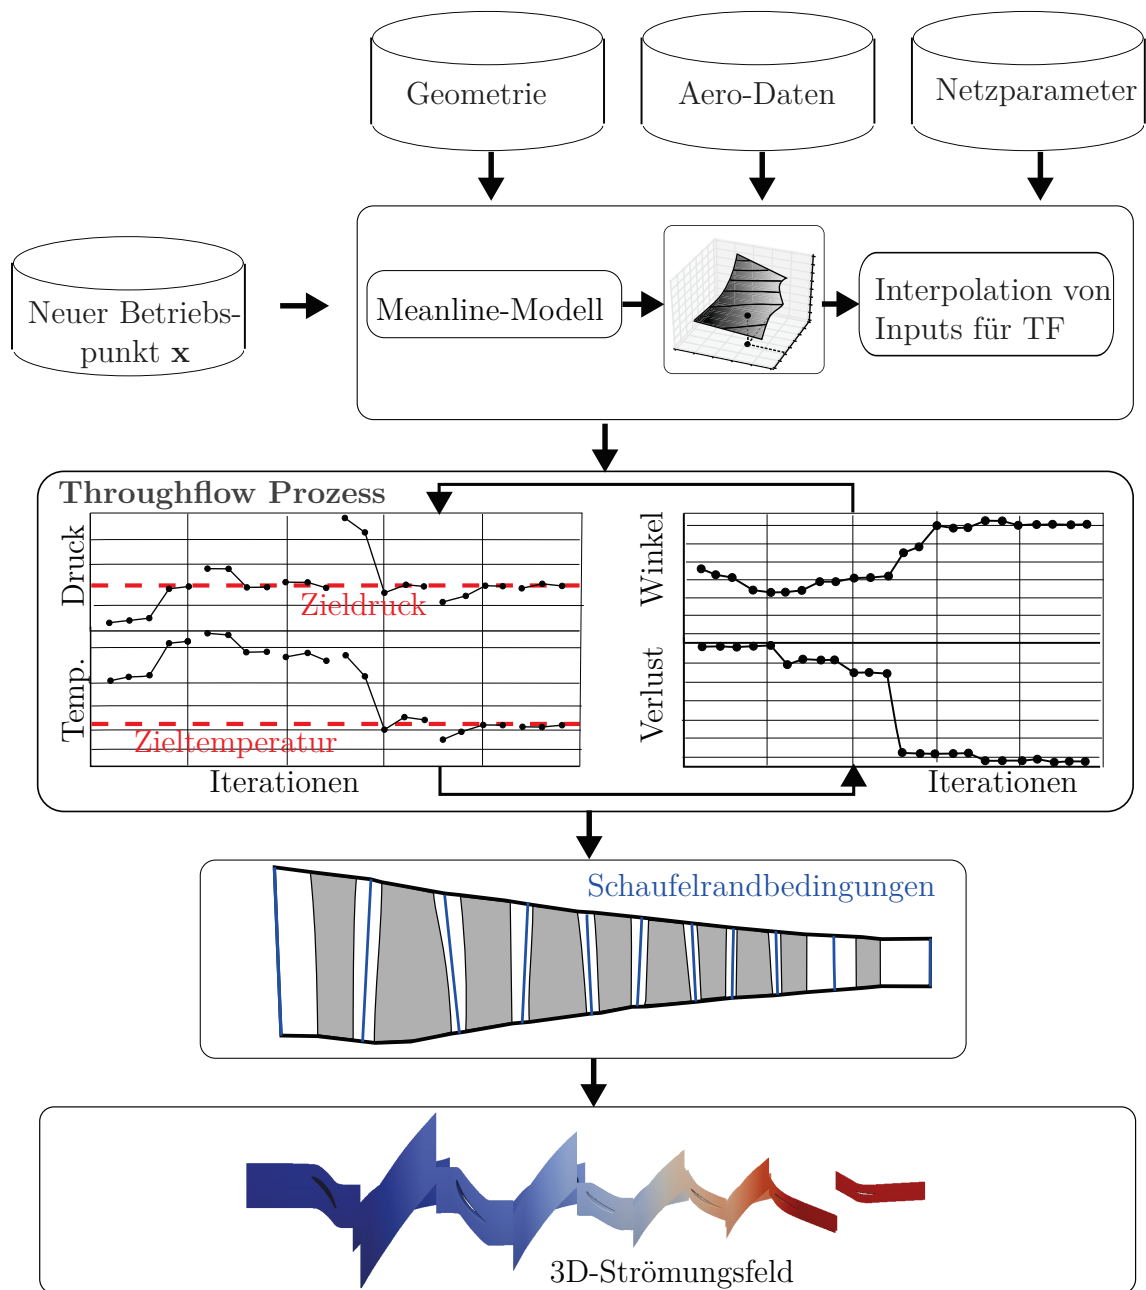 Geometrie
Aero-Daten
Netzparameter
Neuer Betriebs-
punkt x
Meanline-Modell
Interpolation von
Inputs für TF
Throughflow Prozess
Druck
Zieldruck
Temp.
Zieltemperatur
Iterationen
Winkel
Verlust
Iterationen
Schaufelrandbedingungen
3D-Strömungsfeld